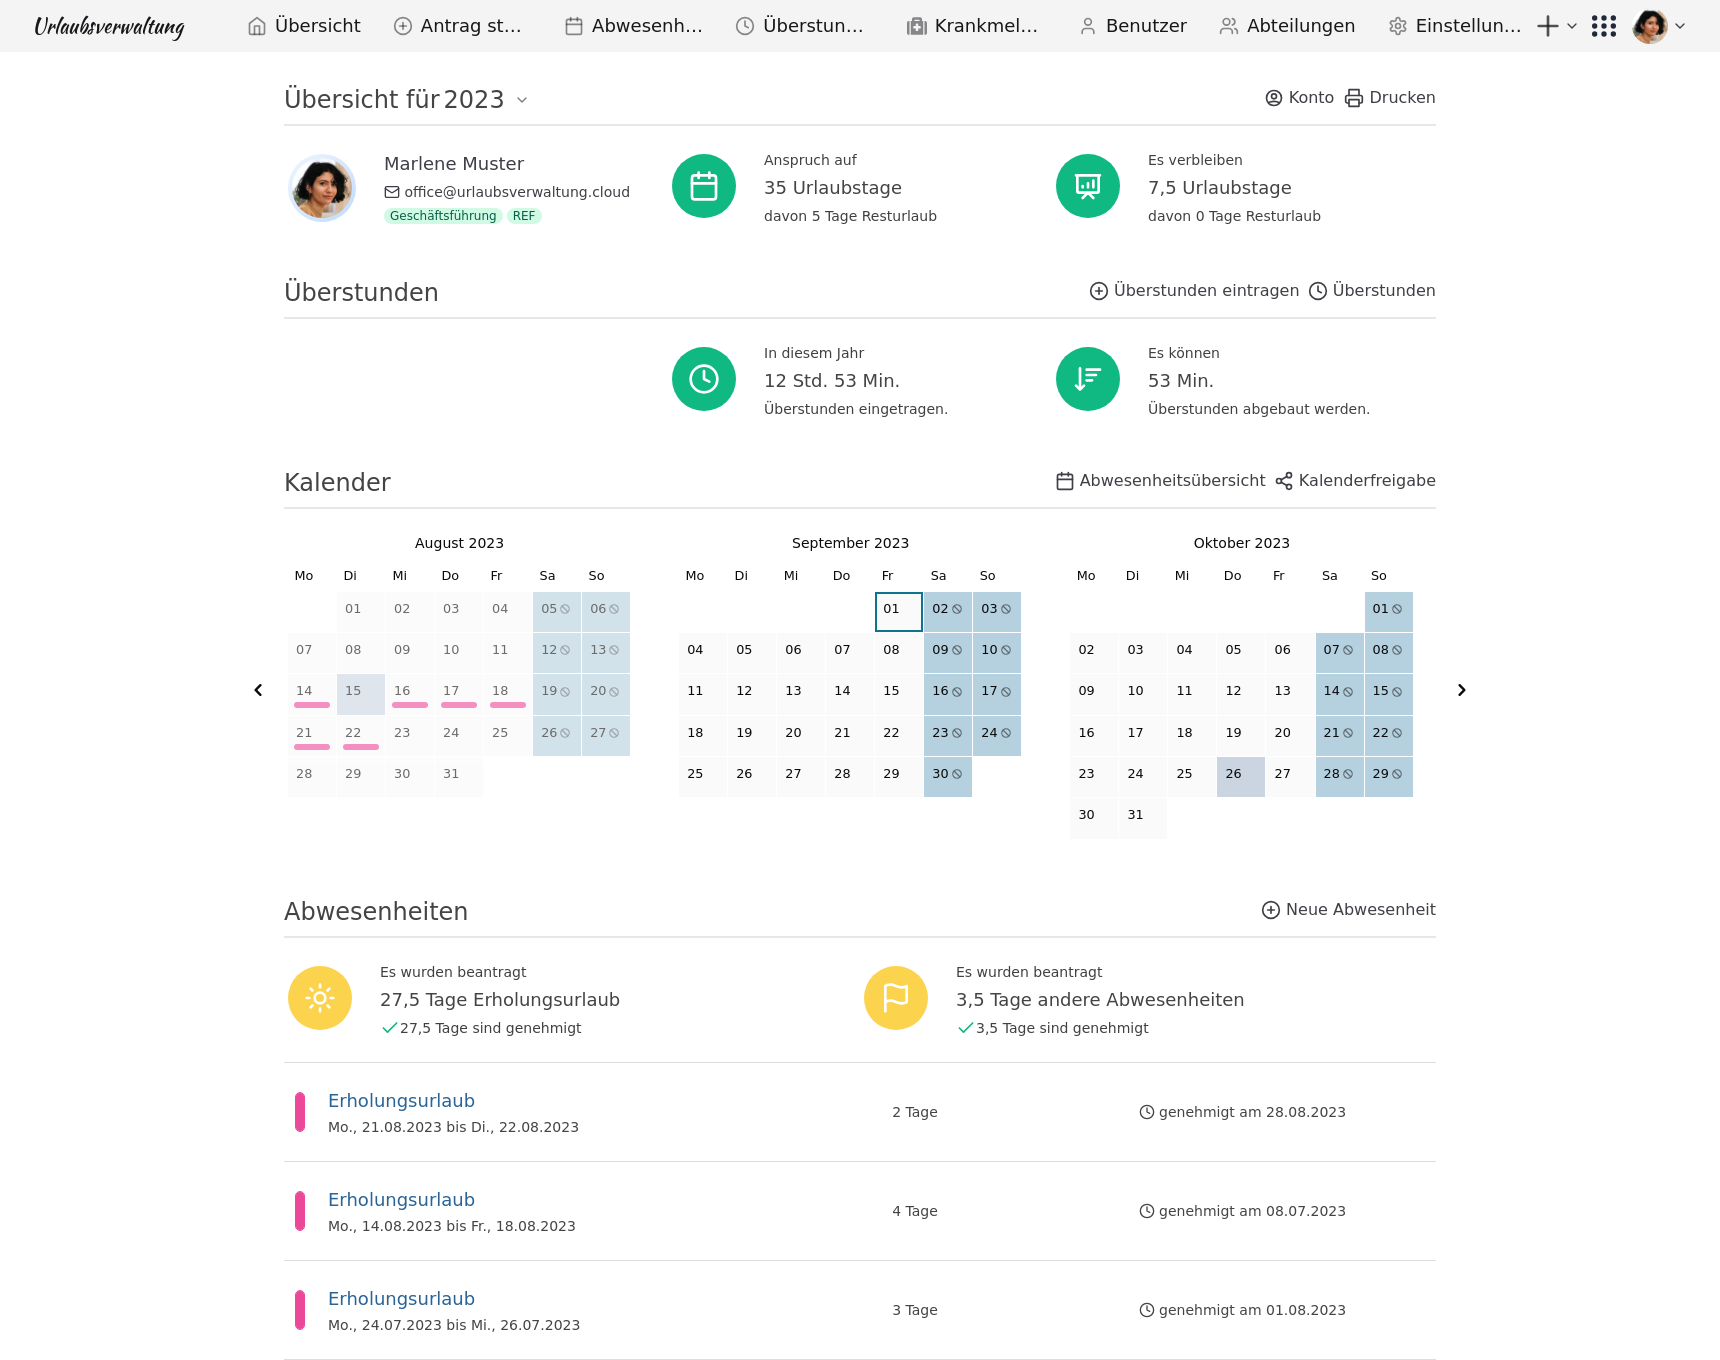 Urlaubsverwaltung Übersicht Antrag st... Abwesenh... Überstun... Krankmel... Benutzer Abteilungen Einstellun...
Übersicht für 2023 Konto Drucken
Marlene Muster
office@urlaubsverwaltung.cloud
Geschäftsführung REF
Anspruch auf
35 Urlaubstage
davon 5 Tage Resturlaub
Es verbleiben
7,5 Urlaubstage
davon 0 Tage Resturlaub
Überstunden Überstunden eintragen Überstunden
In diesem Jahr
12 Std. 53 Min.
Überstunden eingetragen.
Es können
53 Min.
Überstunden abgebaut werden.
Kalender Abwesenheitsübersicht Kalenderfreigabe
August 2023
Mo Di Mi Do Fr Sa So
01 02 03 04 05 06
07 08 09 10 11 12 13
14 15 16 17 18 19 20
21 22 23 24 25 26 27
28 29 30 31
September 2023
Mo Di Mi Do Fr Sa So
01 02 03
04 05 06 07 08 09 10
11 12 13 14 15 16 17
18 19 20 21 22 23 24
25 26 27 28 29 30
Oktober 2023
Mo Di Mi Do Fr Sa So
01
02 03 04 05 06 07 08
09 10 11 12 13 14 15
16 17 18 19 20 21 22
23 24 25 26 27 28 29
30 31
Abwesenheiten Neue Abwesenheit
Es wurden beantragt
27,5 Tage Erholungsurlaub
27,5 Tage sind genehmigt
Es wurden beantragt
3,5 Tage andere Abwesenheiten
3,5 Tage sind genehmigt
Erholungsurlaub
Mo., 21.08.2023 bis Di., 22.08.2023 2 Tage genehmigt am 28.08.2023
Erholungsurlaub
Mo., 14.08.2023 bis Fr., 18.08.2023 4 Tage genehmigt am 08.07.2023
Erholungsurlaub
Mo., 24.07.2023 bis Mi., 26.07.2023 3 Tage genehmigt am 01.08.2023